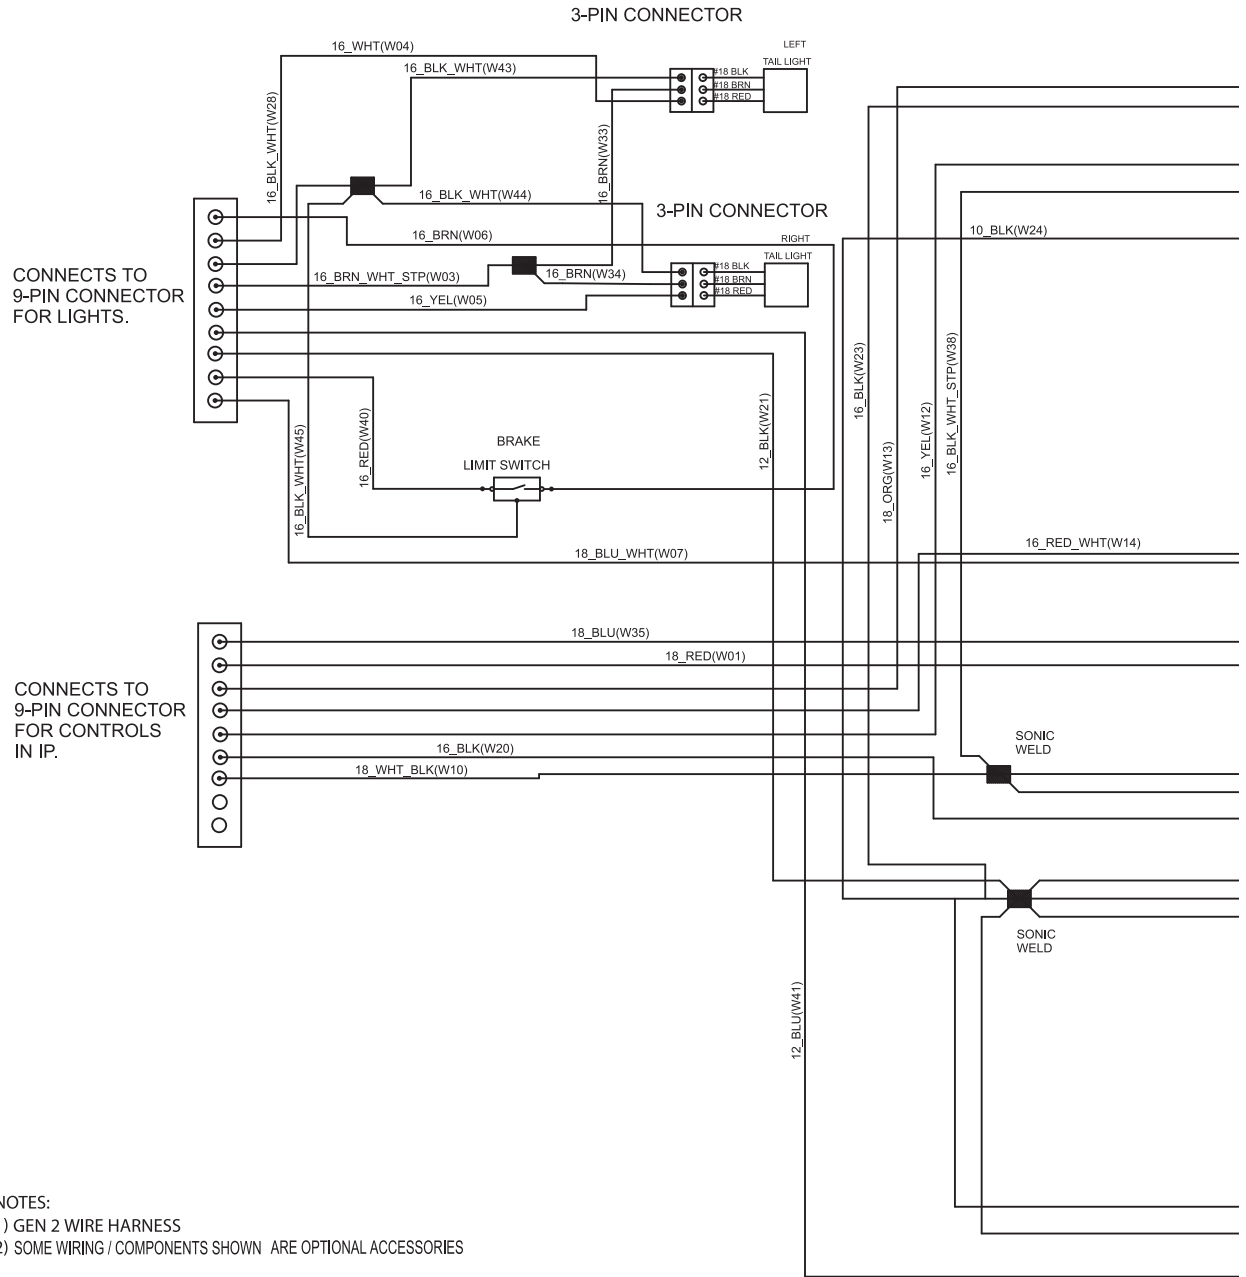 3-PIN CONNECTOR
16_WHT(W04)
LEFT
TAIL LIGHT
16_BLK_WHT(W43)
#18 BLK
#18 BRN
#18 RED
16_BLK_WHT(W28)
16_BRN(W33)
16_BLK_WHT(W44)
3-PIN CONNECTOR
16_BRN(W06)
10_BLK(W24)
RIGHT
TAIL LIGHT
#18 BLK
#18 BRN
#18 RED
CONNECTS TO
9-PIN CONNECTOR
FOR LIGHTS.
16_BRN_WHT_STP(W03)
16_BRN(W34)
16_YEL(W05)
16_BLK(W23)
16_BLK_WHT_STP(W38)
16_BLK_WHT(W45)
16_RED(W40)
12_BLK(W21)
16_YEL(W12)
18_ORG(W13)
BRAKE
LIMIT SWITCH
18_BLU_WHT(W07)
16_RED_WHT(W14)
18_BLU(W35)
18_RED(W01)
CONNECTS TO
9-PIN CONNECTOR
FOR CONTROLS
IN IP.
16_BLK(W20)
18_WHT_BLK(W10)
SONIC
WELD
SONIC
WELD
12_BLU(W41)
NOTES:
) GEN 2 WIRE HARNESS
2) SOME WIRING / COMPONENTS SHOWN ARE OPTIONAL ACCESSORIES